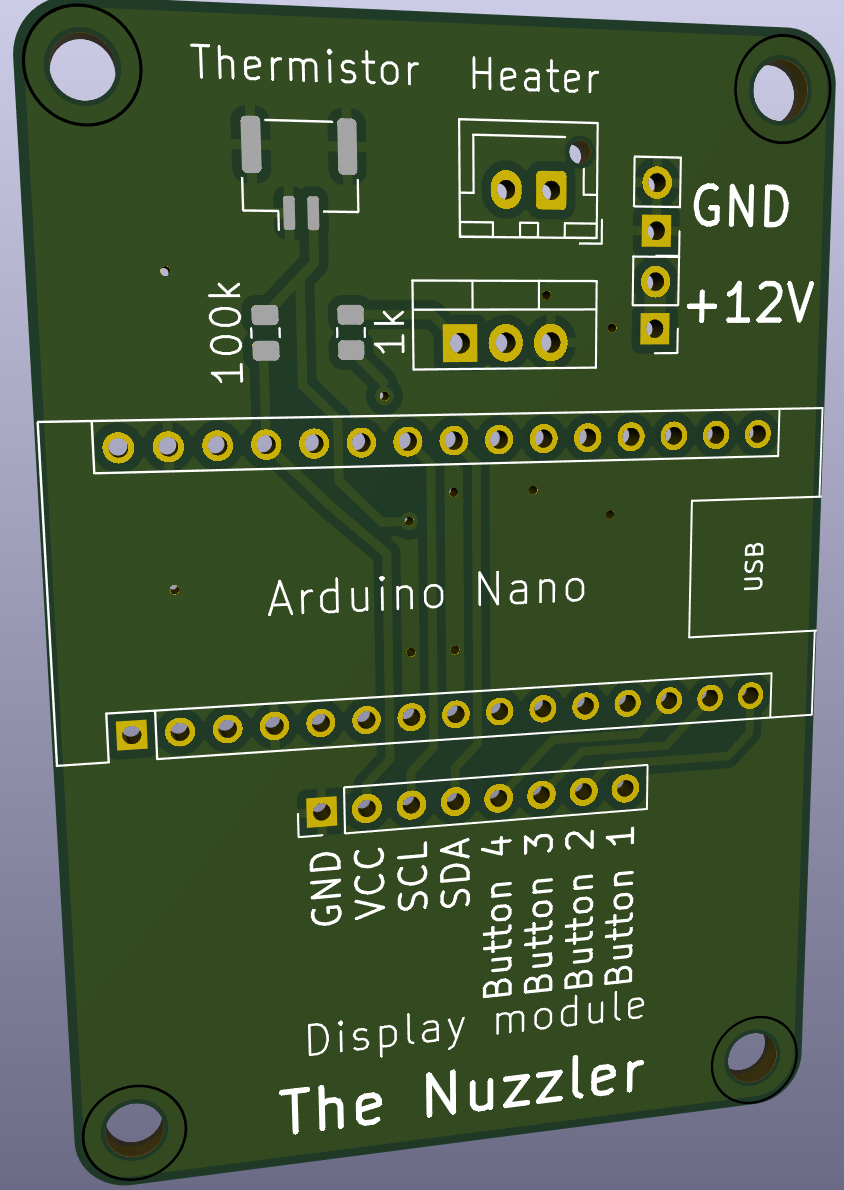 Thermistor Heater
GND
+12V
100k
1k
Arduino Nano
USB
GND
VCC
SCL
SDA
Button 4
Button 3
Button 2
Button 1
Display module
The Nuzzler